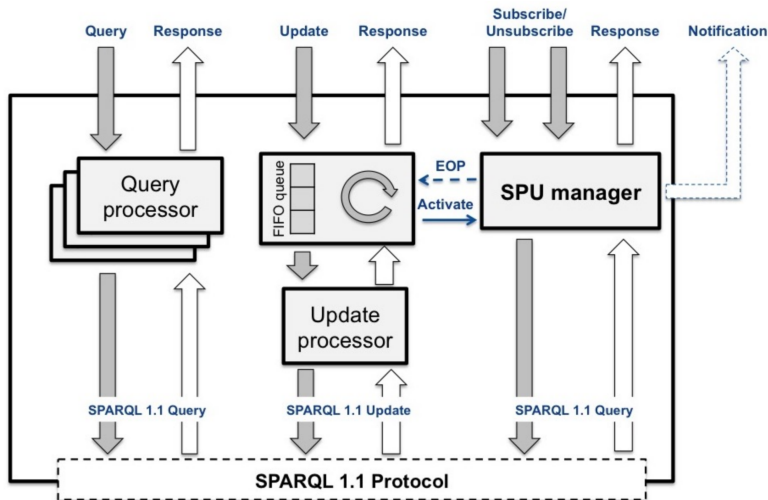 Query
Response
Update
Response
Subscribe/
Unsubscribe
Response
Notification
Query
processor
FIFO queue
EOP
Activate
SPU manager
Update
processor
SPARQL 1.1 Query
SPARQL 1.1 Update
SPARQL 1.1 Query
SPARQL 1.1 Protocol